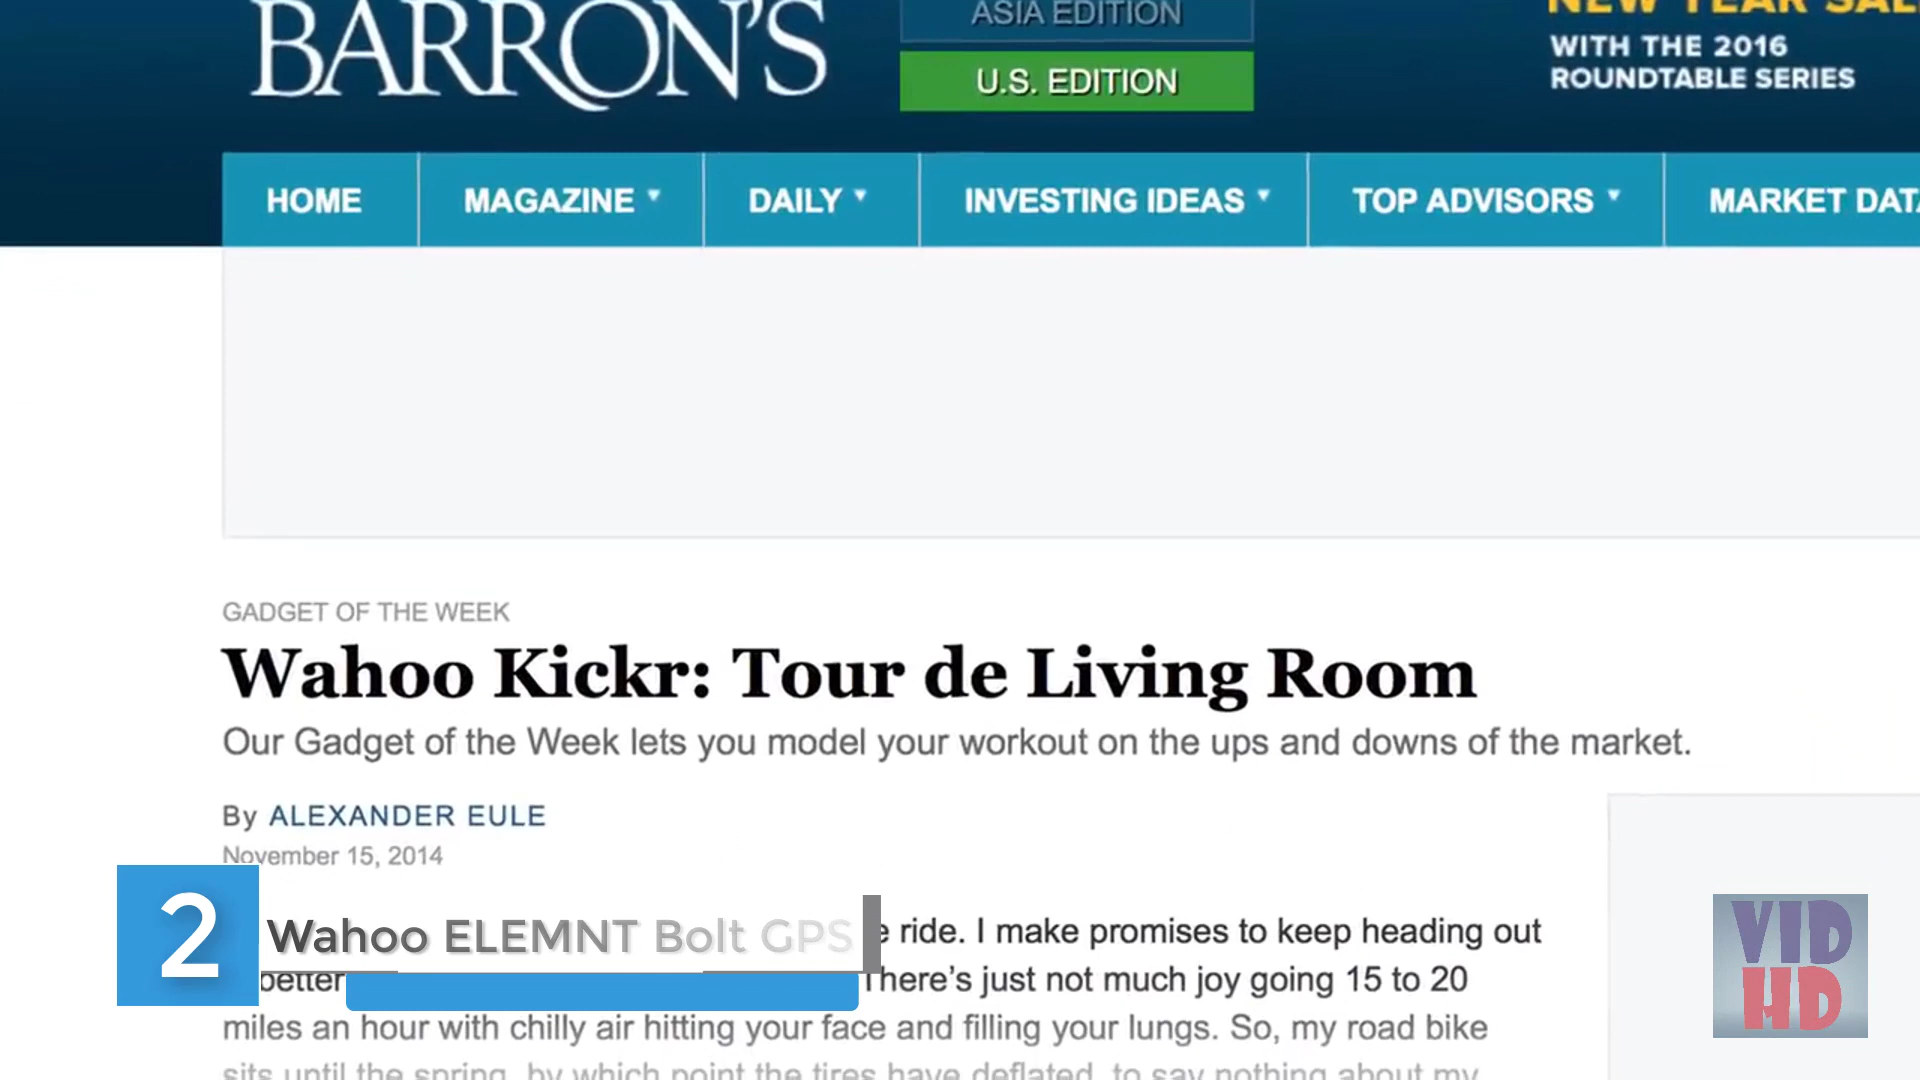 BARRON'S
ASIA EDITION
U.S. EDITION
NEW YEAR SAL
WITH THE 2016
ROUNDTABLE SERIES
HOME
MAGAZINE
DAILY
INVESTING IDEAS
TOP ADVISORS
MARKET DATA
GADGET OF THE WEEK
Wahoo Kickr: Tour de Living Room
Our Gadget of the Week lets you model your workout on the ups and downs of the market.
By ALEXANDER EULE
November 15, 2014
2
Wahoo ELEMNT Bolt GPS
ride. I make promises to keep heading out
better
There's just not much joy going 15 to 20
miles an hour with chilly air hitting your face and filling your lungs. So, my road bike
sits until the spring, by which point the tires have deflated, to say nothing about my
VID
HD